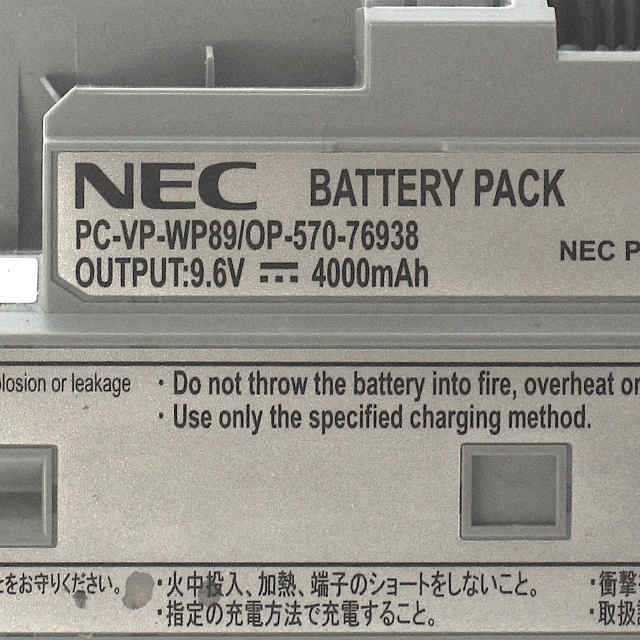 NEC BATTERY PACK
PC-VP-WP89/OP-570-76938
OUTPUT:9.6V ⎓ 4000mAh
NEC P
plosion or leakage
・Do not throw the battery into fire, overheat or
・Use only the specified charging method.
をお守りください。
・火中投入、加熱、端子のショートをしないこと。
・指定の充電方法で充電すること。
・衝撃
・取扱